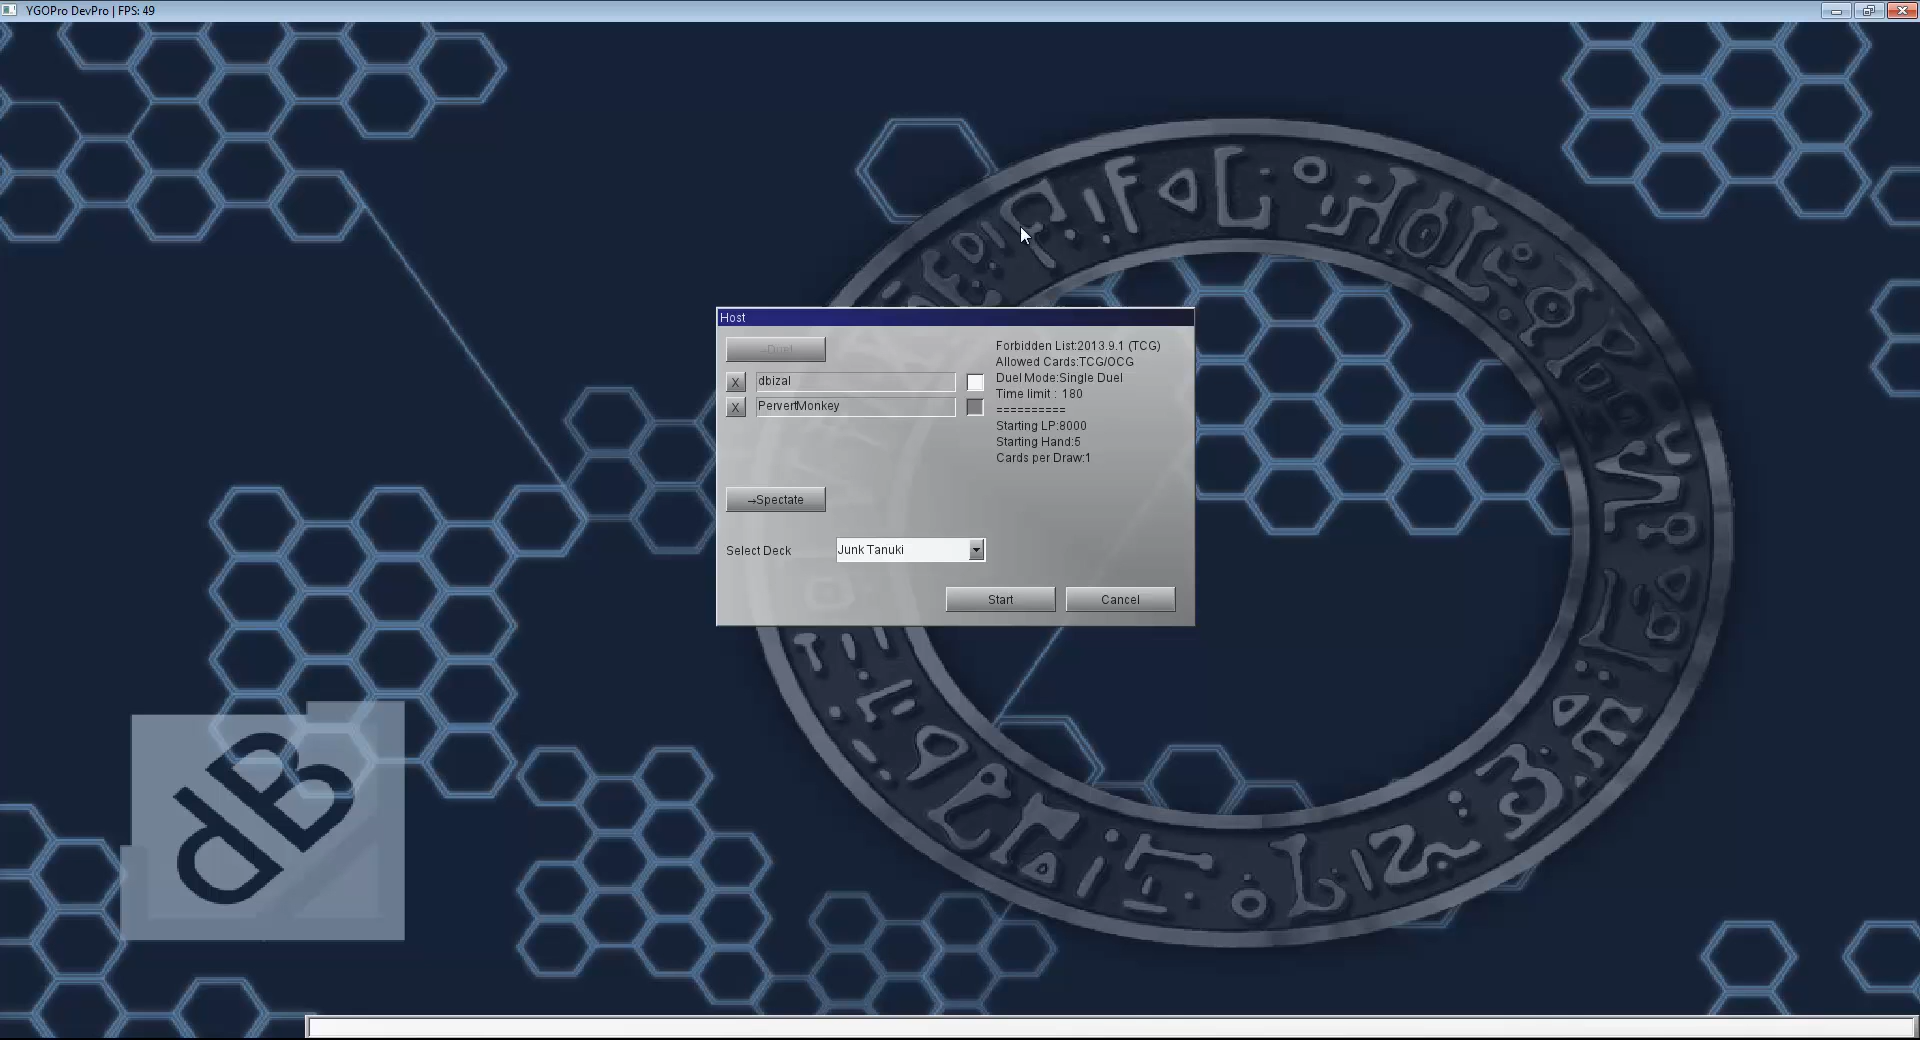 YGOPro DevPro | FPS: 49
Host
→Duel
X
dbizal
X
PervertMonkey
Forbidden List:2013.9.1 (TCG)
Allowed Cards:TCG/OCG
Duel Mode:Single Duel
Time limit : 180
==========
Starting LP:8000
Starting Hand:5
Cards per Draw:1
→Spectate
Select Deck
Junk Tanuki
Start
Cancel
dB